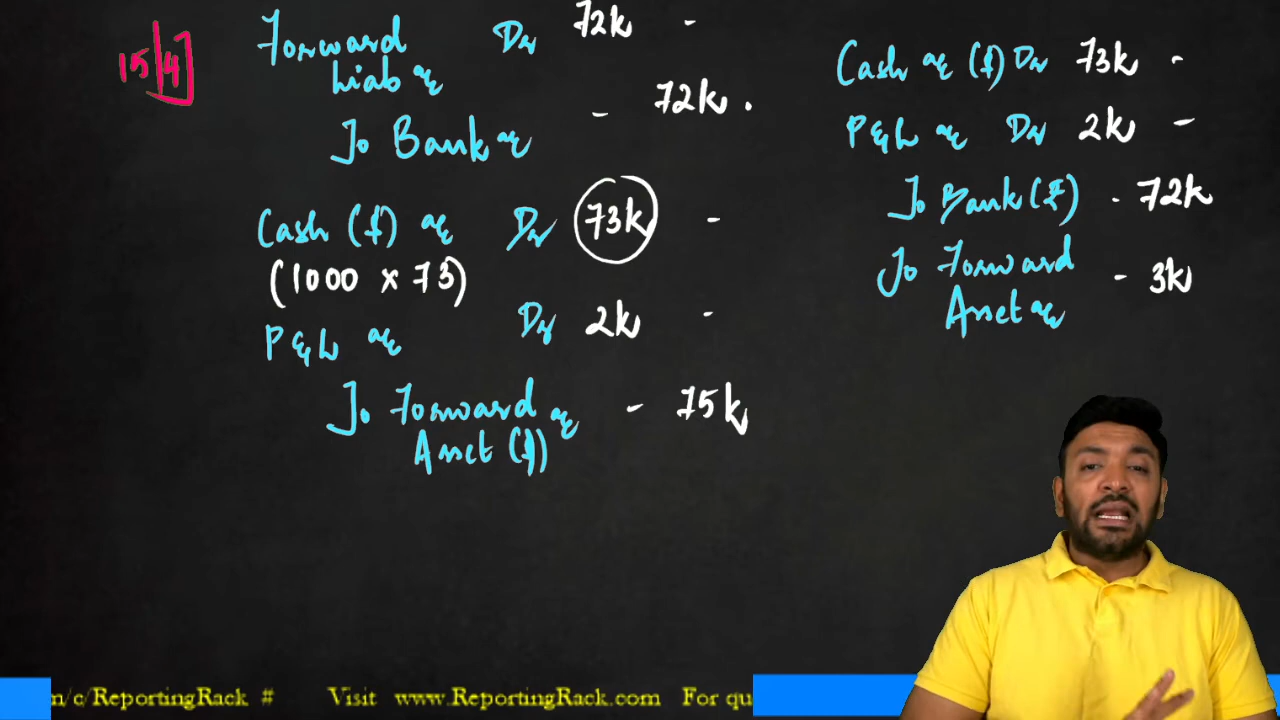 15/4]
Forward Dr 72k -
Liab a/c
To Bank a/c - 72k.
Cash ($) a/c Dr 73k -
(1000 x 73)
P&L a/c Dr 2k -
To Forward a/c - 75k
Asset ($)
Cash a/c ($) Dr 73k -
P&L a/c Dr 2k -
To Bank (₹) - 72k
To Forward - 3k
Asset a/c
m/c/ReportingRack # Visit www.ReportingRack.com For qu